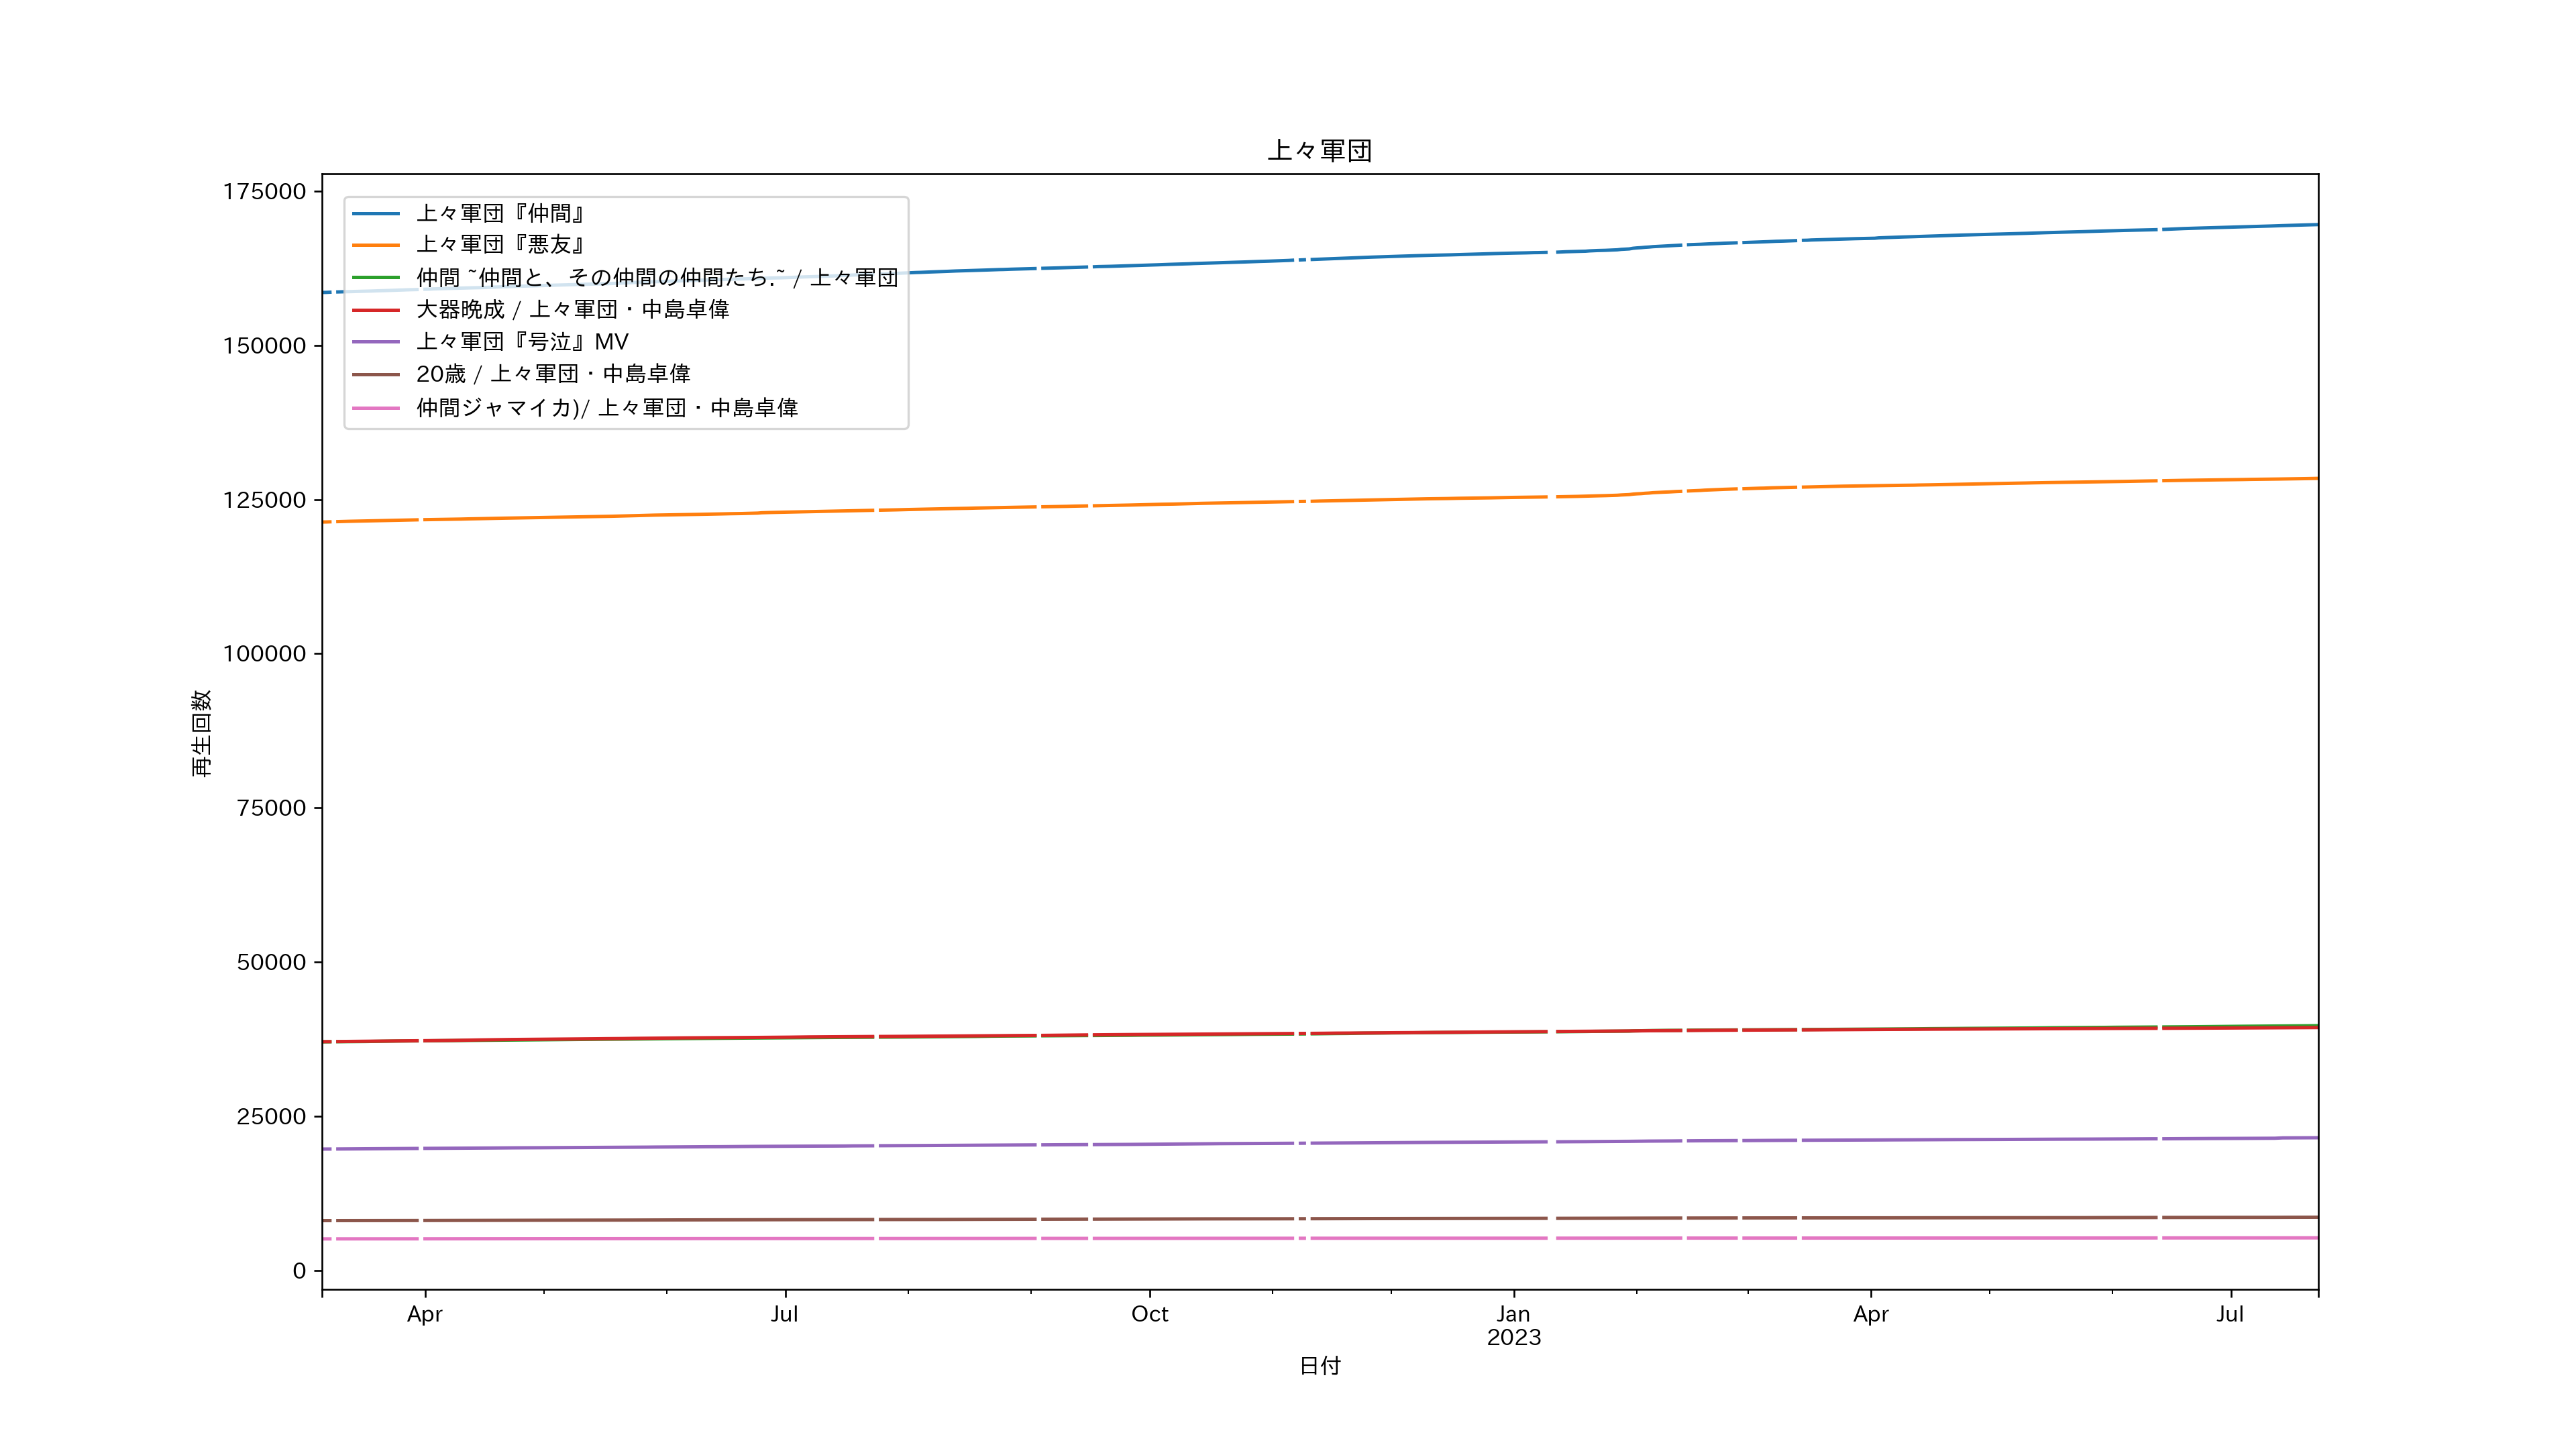 上々軍団
175000
150000
125000
100000
75000
50000
25000
0
再生回数
上々軍団『仲間』
上々軍団『悪友』
仲間 ~仲間と、その仲間の仲間たち.~ / 上々軍団
大器晩成 / 上々軍団・中島卓偉
上々軍団『号泣』MV
20歳 / 上々軍団・中島卓偉
仲間ジャマイカ)/ 上々軍団・中島卓偉
Apr Jul Oct Jan Apr Jul
2023
日付